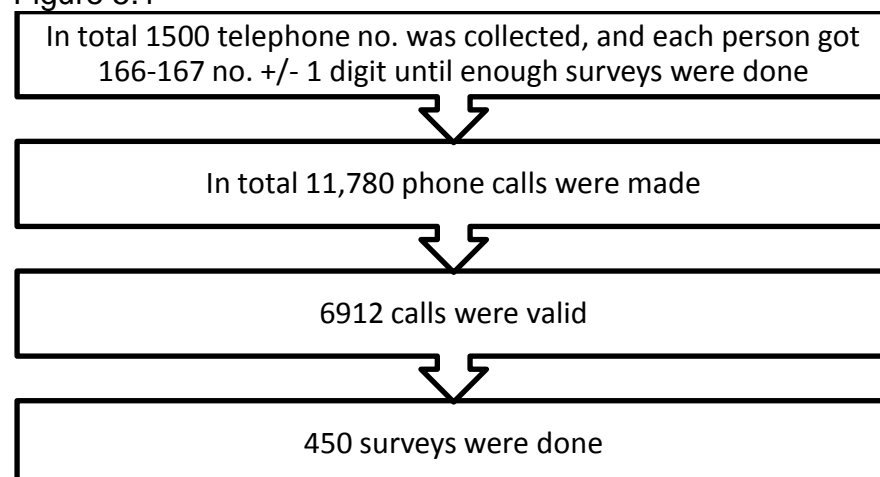 In total 1500 telephone no. was collected, and each person got
166-167 no. +/- 1 digit until enough surveys were done
In total 11,780 phone calls were made
6912 calls were valid
450 surveys were done